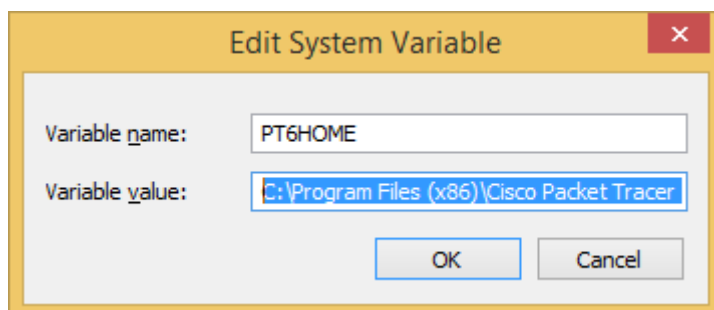 Edit System Variable
Variable name: PT6HOME
Variable value: C:\Program Files (x86)\Cisco Packet Tracer
OK Cancel